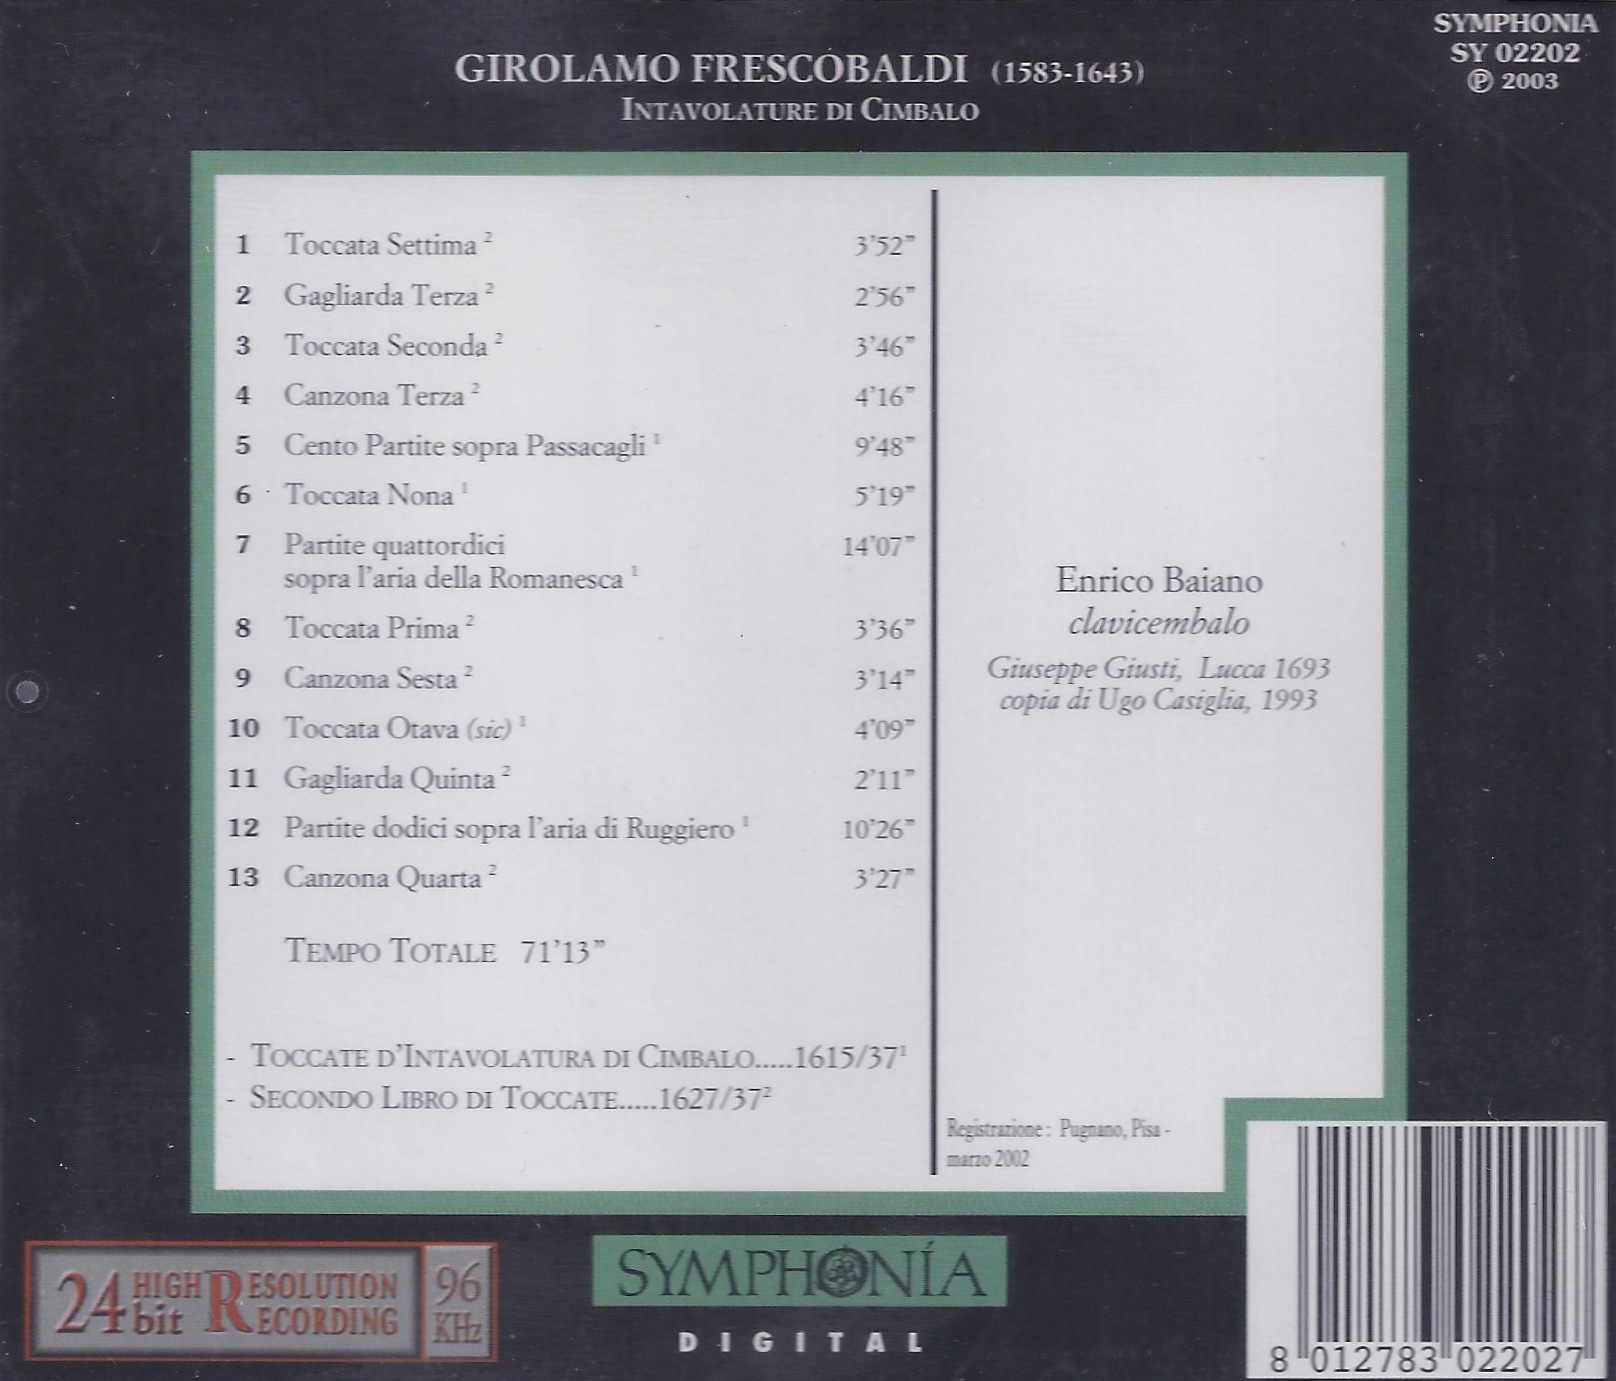 SYMPHONIA
SY 02202
℗ 2003
GIROLAMO FRESCOBALDI (1583-1643)
INTAVOLATURE DI CIMBALO
1 Toccata Settima ² 3'52"
2 Gagliarda Terza ² 2'56"
3 Toccata Seconda ² 3'46"
4 Canzona Terza ² 4'16"
5 Cento Partite sopra Passacagli ¹ 9'48"
6 Toccata Nona ¹ 5'19"
7 Partite quattordici 14'07"
sopra l'aria della Romanesca ¹
8 Toccata Prima ² 3'36"
9 Canzona Sesta ² 3'14"
10 Toccata Otava (sic) ¹ 4'09"
11 Gagliarda Quinta ² 2'11"
12 Partite dodici sopra l'aria di Ruggiero ¹ 10'26"
13 Canzona Quarta ² 3'27"
TEMPO TOTALE 71'13"
- TOCCATE D'INTAVOLATURA DI CIMBALO.....1615/37¹
- SECONDO LIBRO DI TOCCATE.....1627/37²
Enrico Baiano
clavicembalo
Giuseppe Giusti, Lucca 1693
copia di Ugo Casiglia, 1993
Registrazione : Pugnano, Pisa -
marzo 2002
24 bit HIGH RESOLUTION RECORDING 96 KHz
SYMPHONÍA
DIGITAL
8 012783 022027